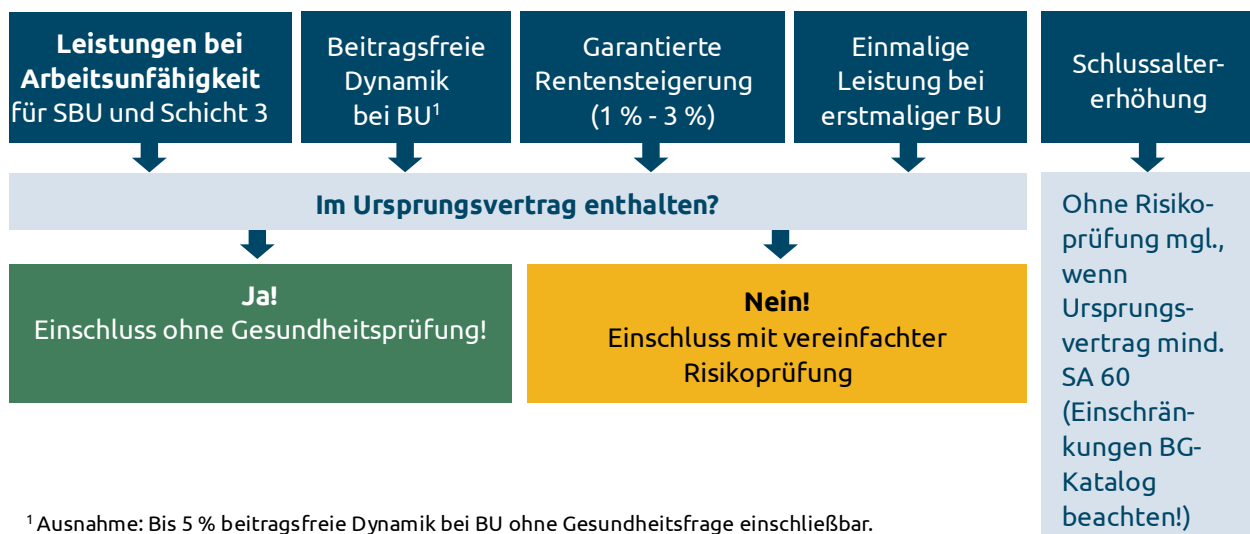 Leistungen bei
Arbeitsunfähigkeit
für SBU und Schicht 3
Beitragsfreie
Dynamik
bei BU¹
Garantierte
Rentensteigerung
(1 % - 3 %)
Einmalige
Leistung bei
erstmaliger BU
Schlussalter-
erhöhung
Im Ursprungsvertrag enthalten?
Ja!
Einschluss ohne Gesundheitsprüfung!
Nein!
Einschluss mit vereinfachter
Risikoprüfung
Ohne Risiko-
prüfung mgl.,
wenn
Ursprungs-
vertrag mind.
SA 60
(Einschrän-
kungen BG-
Katalog
beachten!)
¹ Ausnahme: Bis 5 % beitragsfreie Dynamik bei BU ohne Gesundheitsfrage einschließbar.